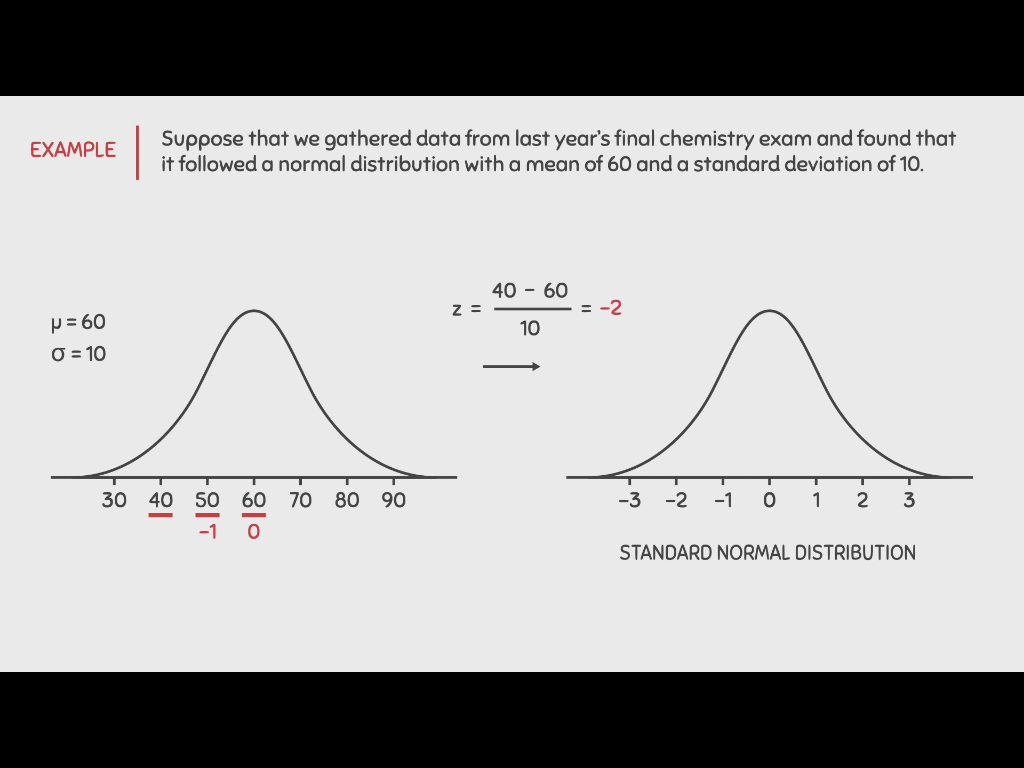 EXAMPLE
Suppose that we gathered data from last year's final chemistry exam and found that
it followed a normal distribution with a mean of 60 and a standard deviation of 10.
μ = 60
σ = 10
z = 40 − 60 / 10 = −2
30 40 50 60 70 80 90
−1 0
−3 −2 −1 0 1 2 3
STANDARD NORMAL DISTRIBUTION